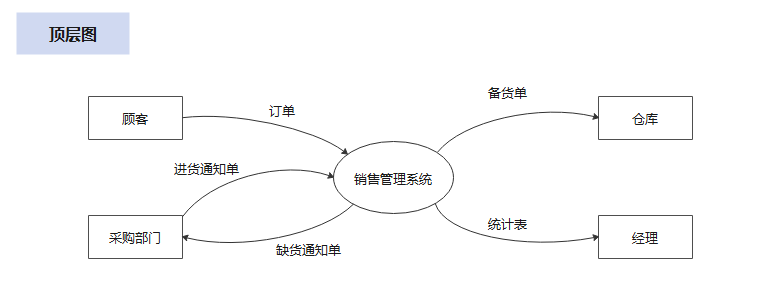 顶层图
顾客
订单
备货单
仓库
进货通知单
销售管理系统
采购部门
缺货通知单
统计表
经理